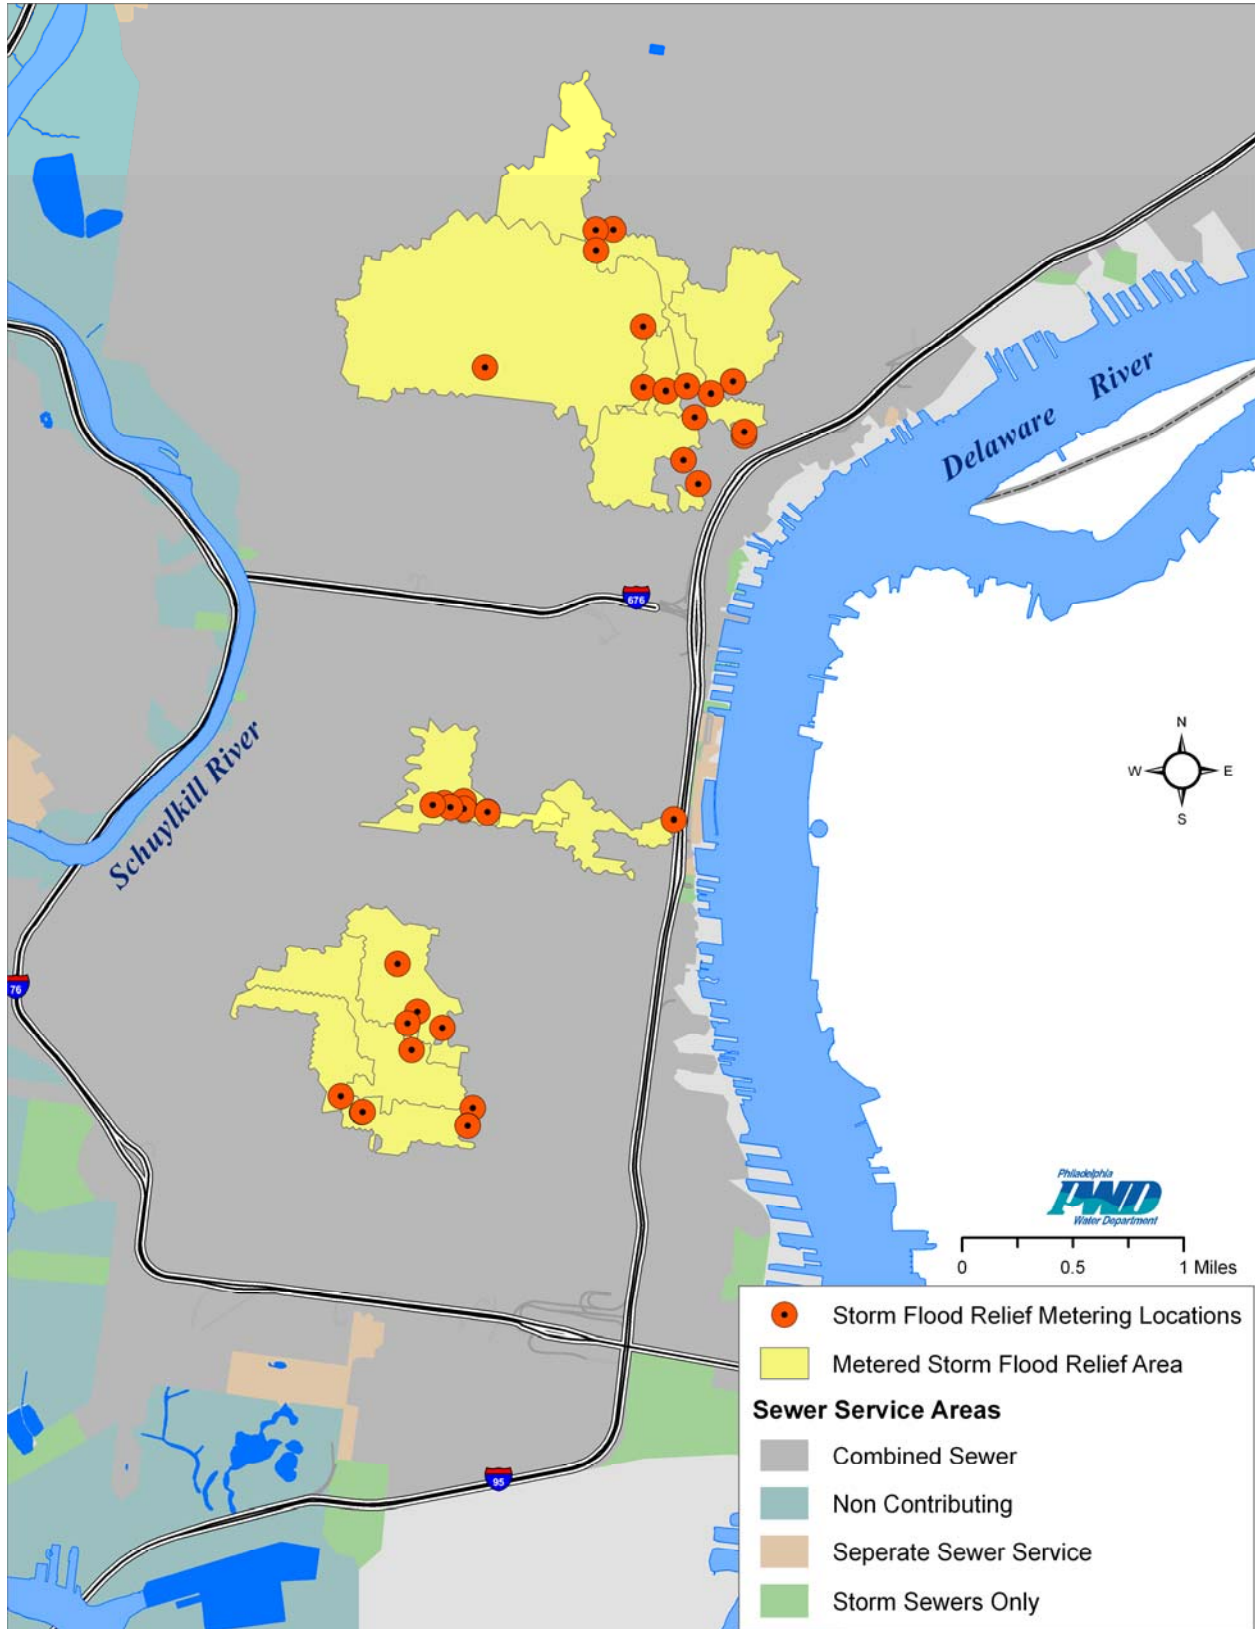 Delaware River
676
Schuylkill River
N
W E
S
76
Philadelphia
PWD
Water Department
0 0.5 1 Miles
Storm Flood Relief Metering Locations
Metered Storm Flood Relief Area
Sewer Service Areas
Combined Sewer
Non Contributing
95
Seperate Sewer Service
Storm Sewers Only